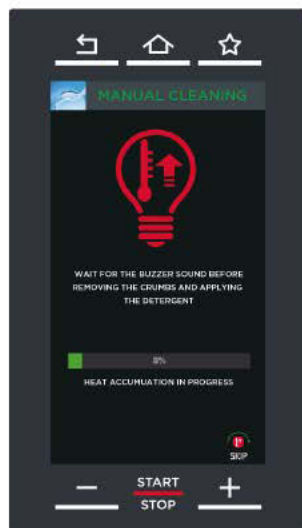 MANUAL CLEANING
WAIT FOR THE BUZZER SOUND BEFORE
REMOVING THE CRUMBS AND APPLYING
THE DETERGENT
8%
HEAT ACCUMUATION IN PROGRESS
SKIP
START
STOP